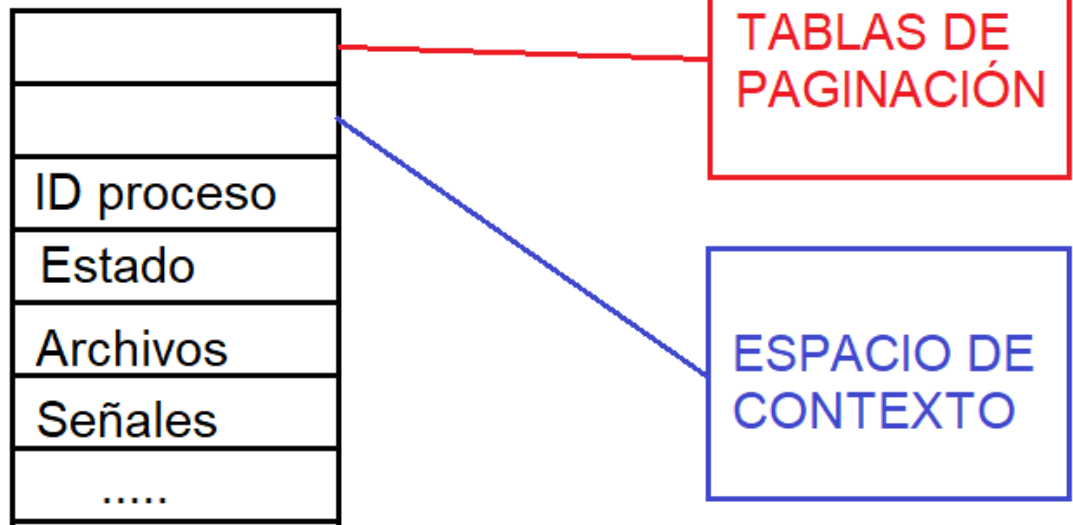 TABLAS DE
PAGINACIÓN
ID proceso
Estado
Archivos
Señales
.....
ESPACIO DE
CONTEXTO